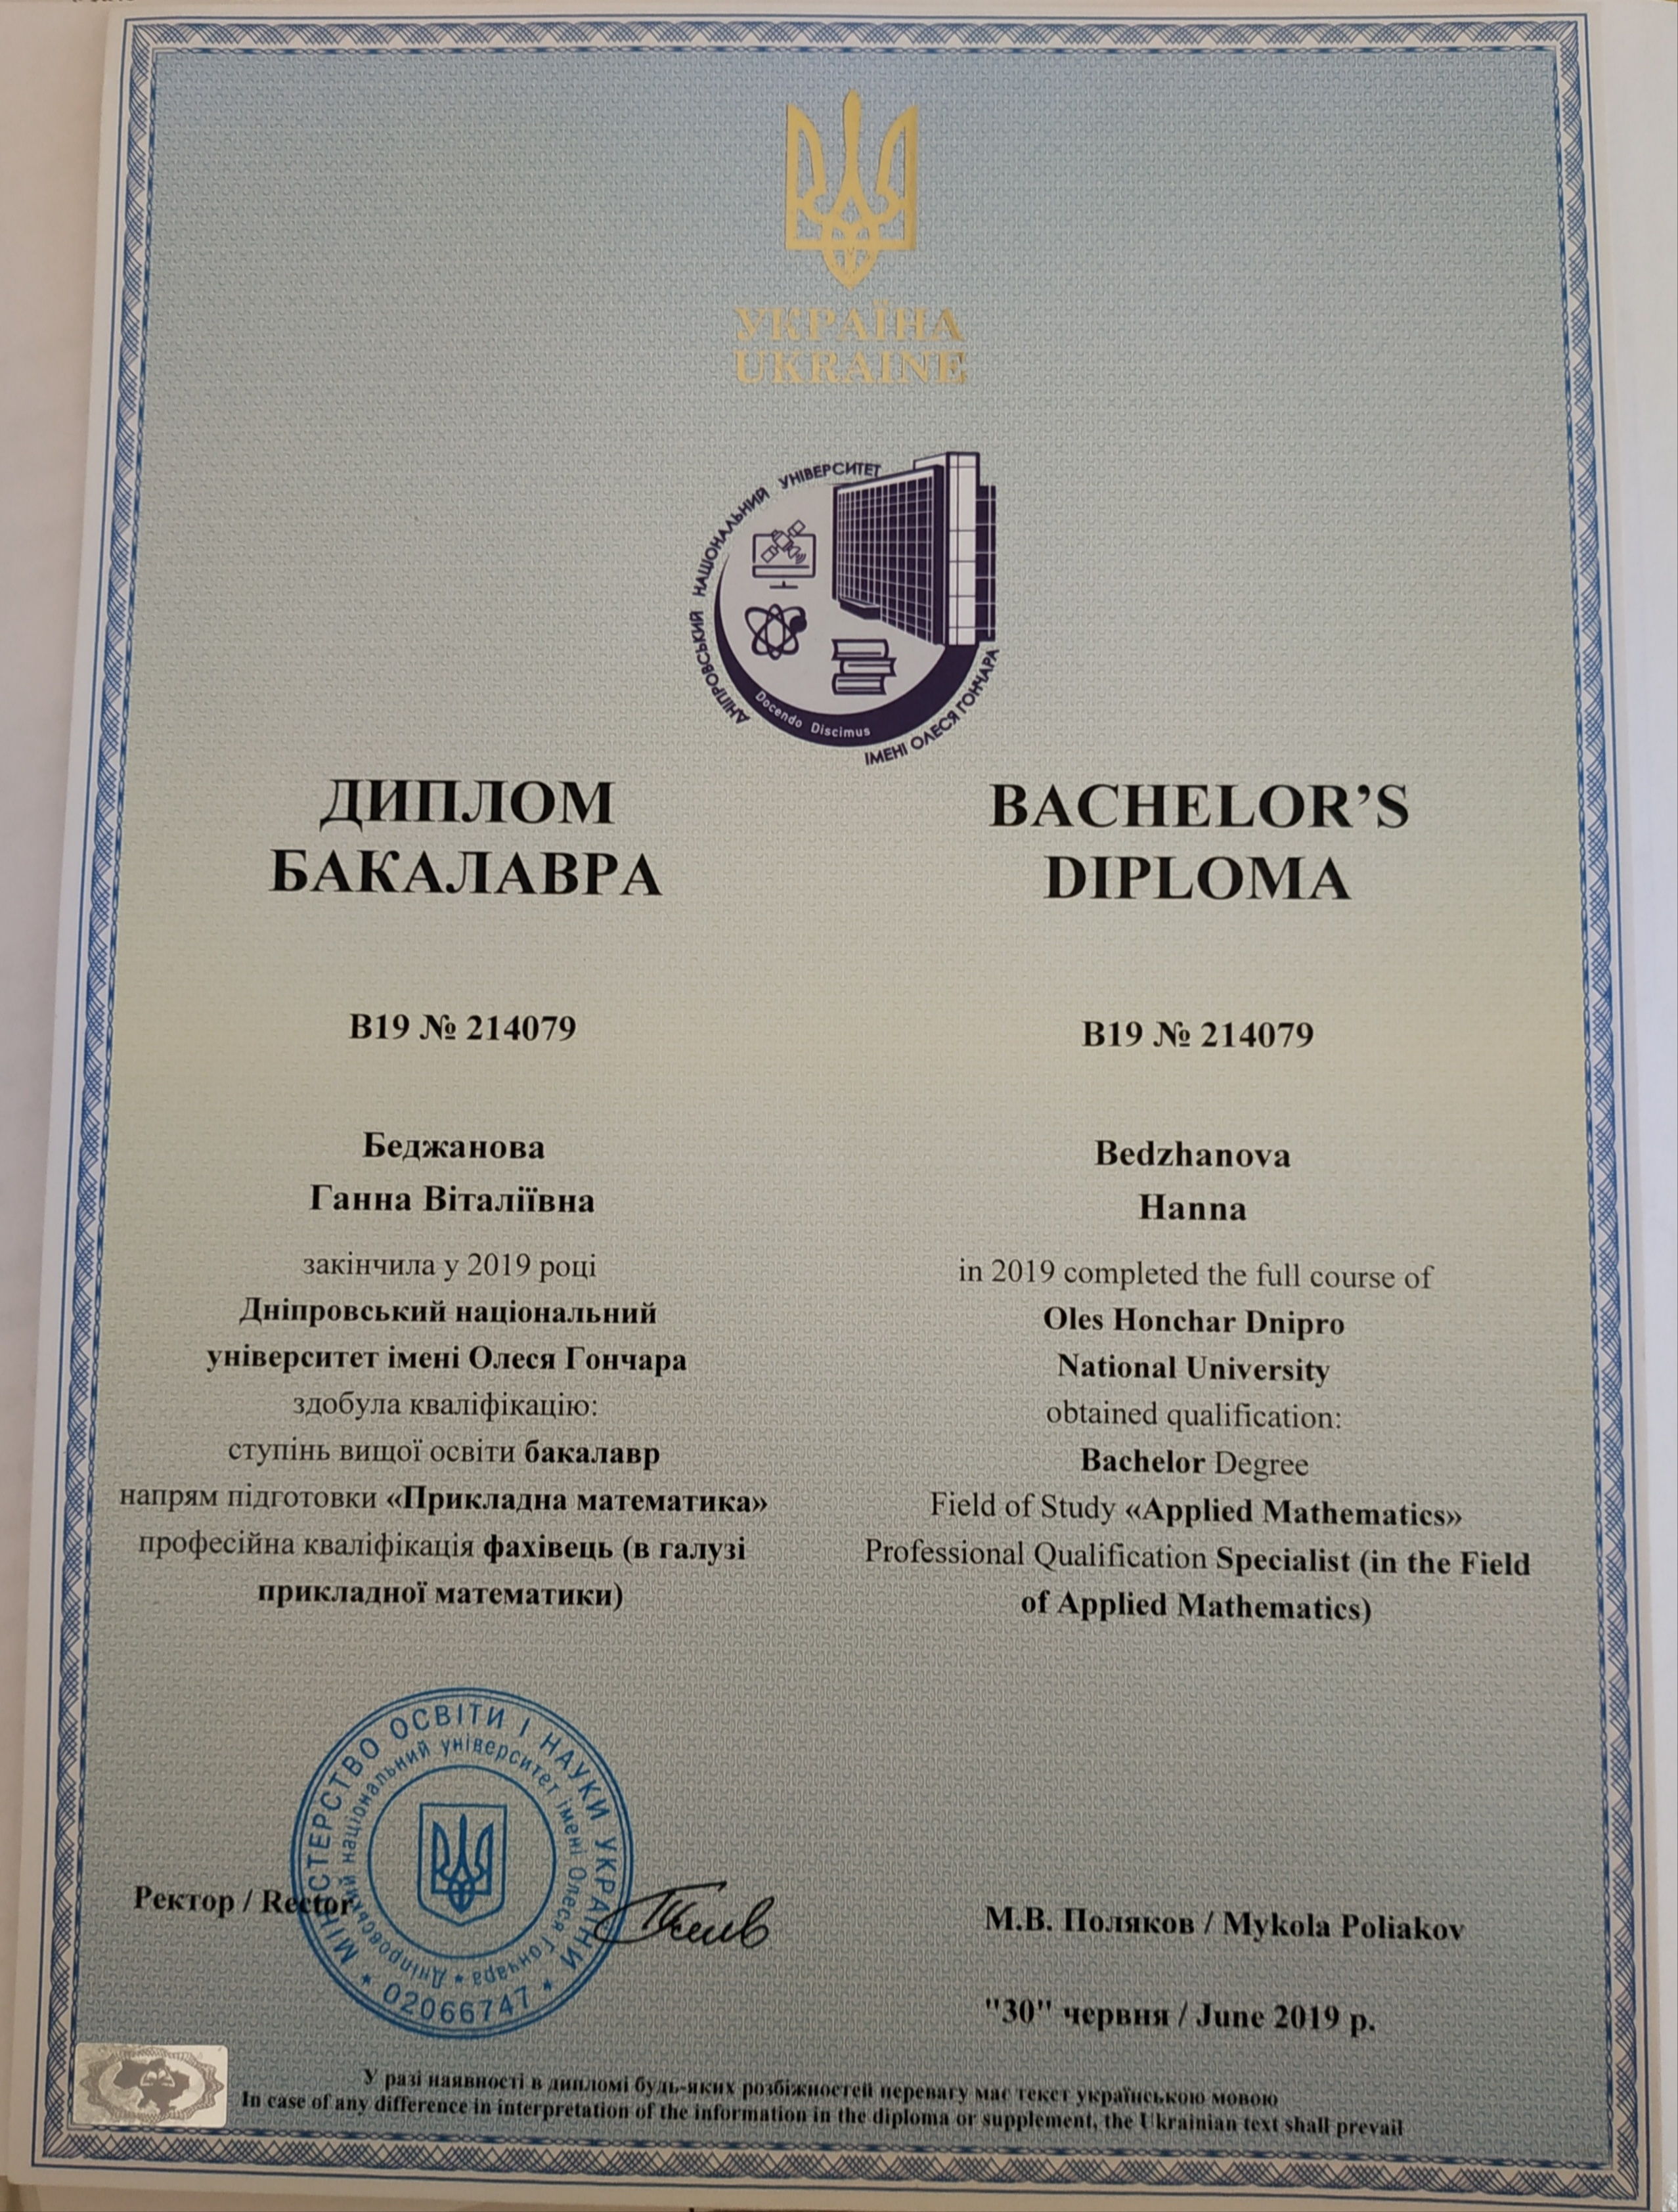 УКРАЇНА
UKRAINE
ДНІПРОВСЬКИЙ НАЦІОНАЛЬНИЙ УНІВЕРСИТЕТ
ІМЕНІ ОЛЕСЯ ГОНЧАРА
Docendo Discimus
ДИПЛОМ
БАКАЛАВРА
B19 № 214079
Беджанова
Ганна Віталіївна
закінчила у 2019 році
Дніпровський національний
університет імені Олеся Гончара
здобула кваліфікацію:
ступінь вищої освіти бакалавр
напрям підготовки «Прикладна математика»
професійна кваліфікація фахівець (в галузі
прикладної математики)
BACHELOR’S
DIPLOMA
B19 № 214079
Bedzhanova
Hanna
in 2019 completed the full course of
Oles Honchar Dnipro
National University
obtained qualification:
Bachelor Degree
Field of Study «Applied Mathematics»
Professional Qualification Specialist (in the Field
of Applied Mathematics)
МІНІСТЕРСТВО ОСВІТИ І НАУКИ УКРАЇНИ
Дніпровський національний університет імені Олеся Гончара
02066747
Ректор / Rector
М.В. Поляков / Mykola Poliakov
"30" червня / June 2019 р.
У разі наявності в дипломі будь-яких розбіжностей перевагу має текст українською мовою
In case of any difference in interpretation of the information in the diploma or supplement, the Ukrainian text shall prevail